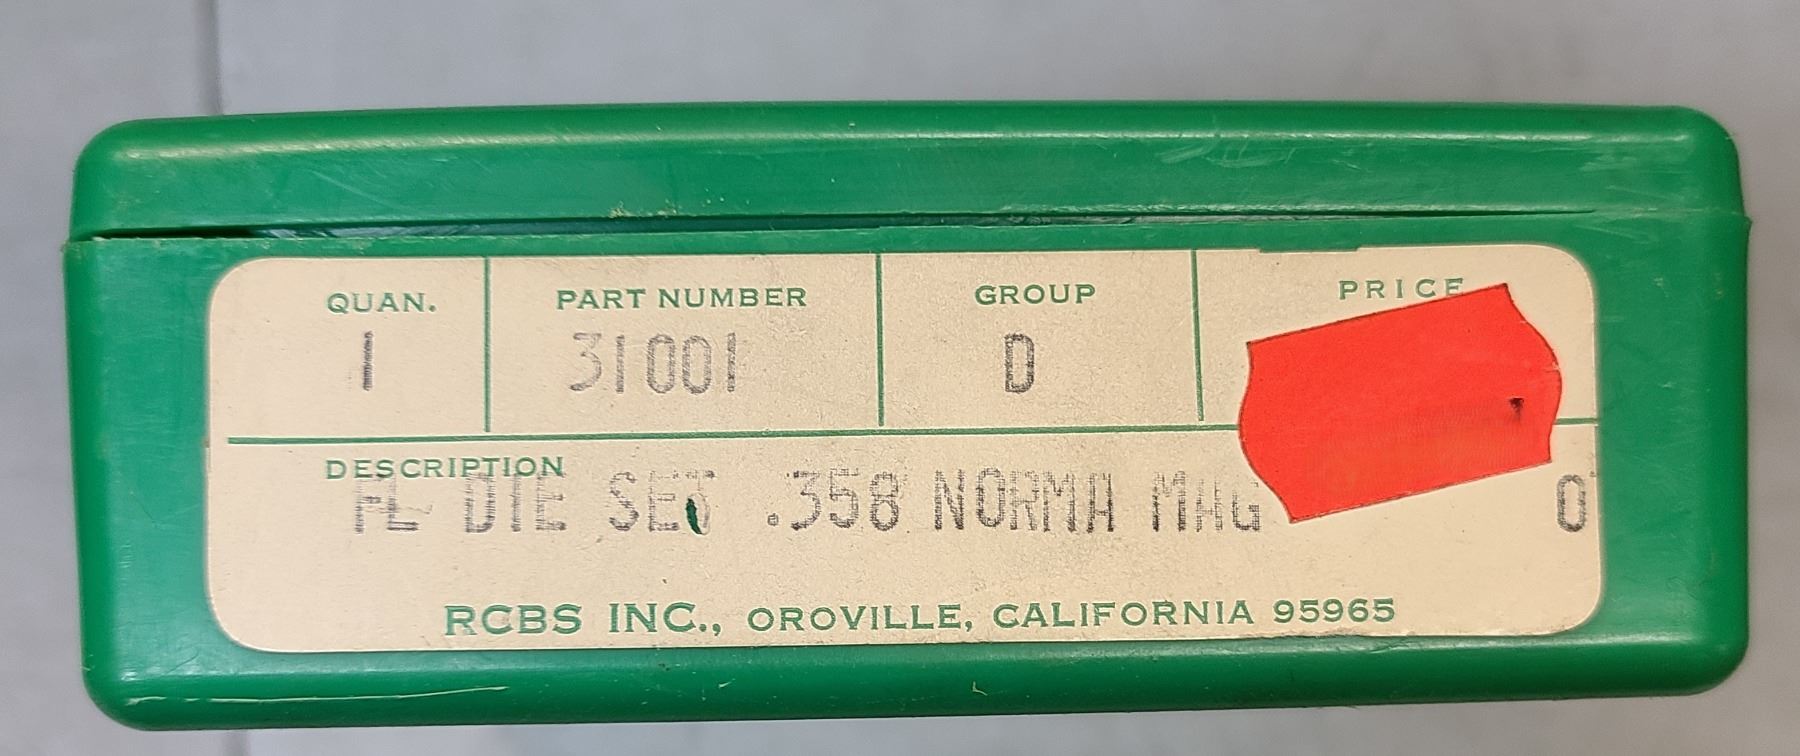 QUAN. PART NUMBER GROUP PRICE
1 31001 D
DESCRIPTION
FL DIE SET .358 NORMA MAG 0
RCBS INC., OROVILLE, CALIFORNIA 95965